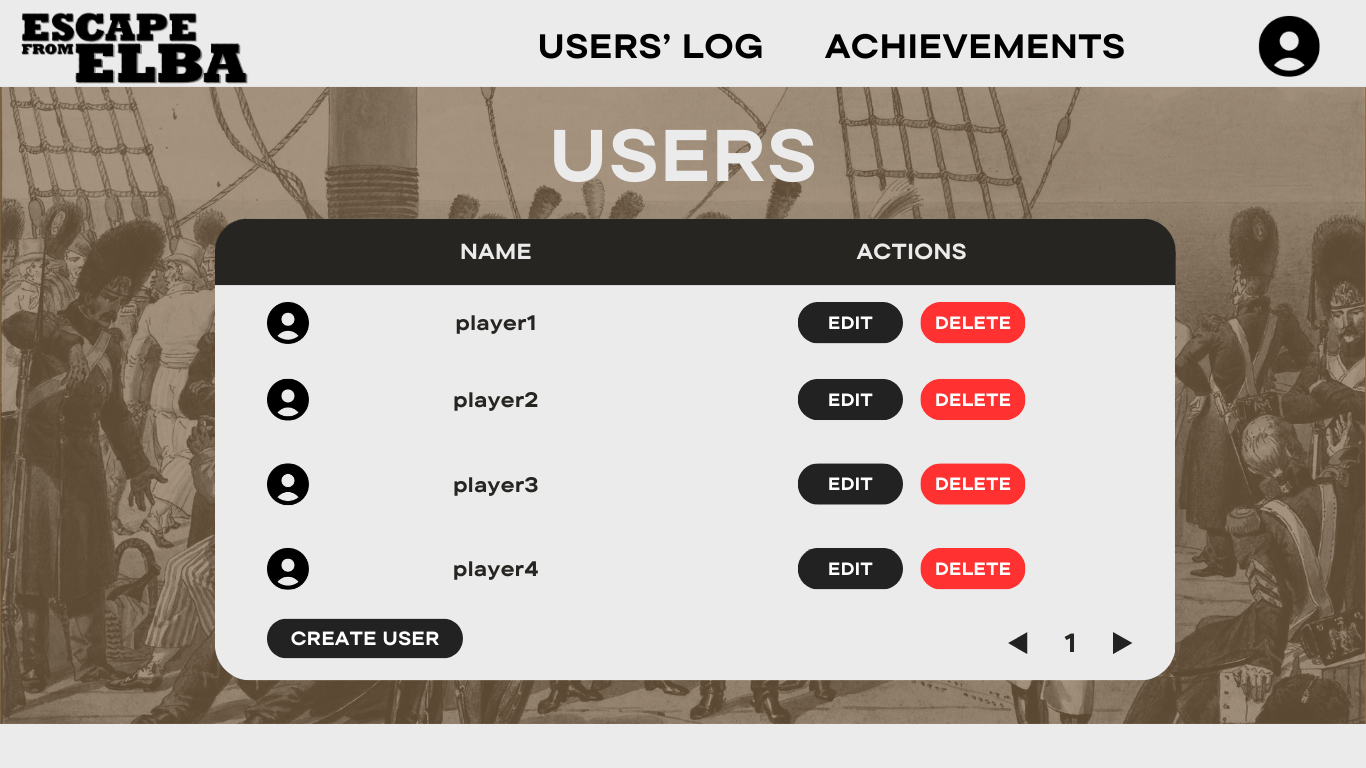 ESCAPE
FROM ELBA
USERS’ LOG
ACHIEVEMENTS
USERS
NAME
ACTIONS
player1
EDIT
DELETE
player2
EDIT
DELETE
player3
EDIT
DELETE
player4
EDIT
DELETE
CREATE USER
1